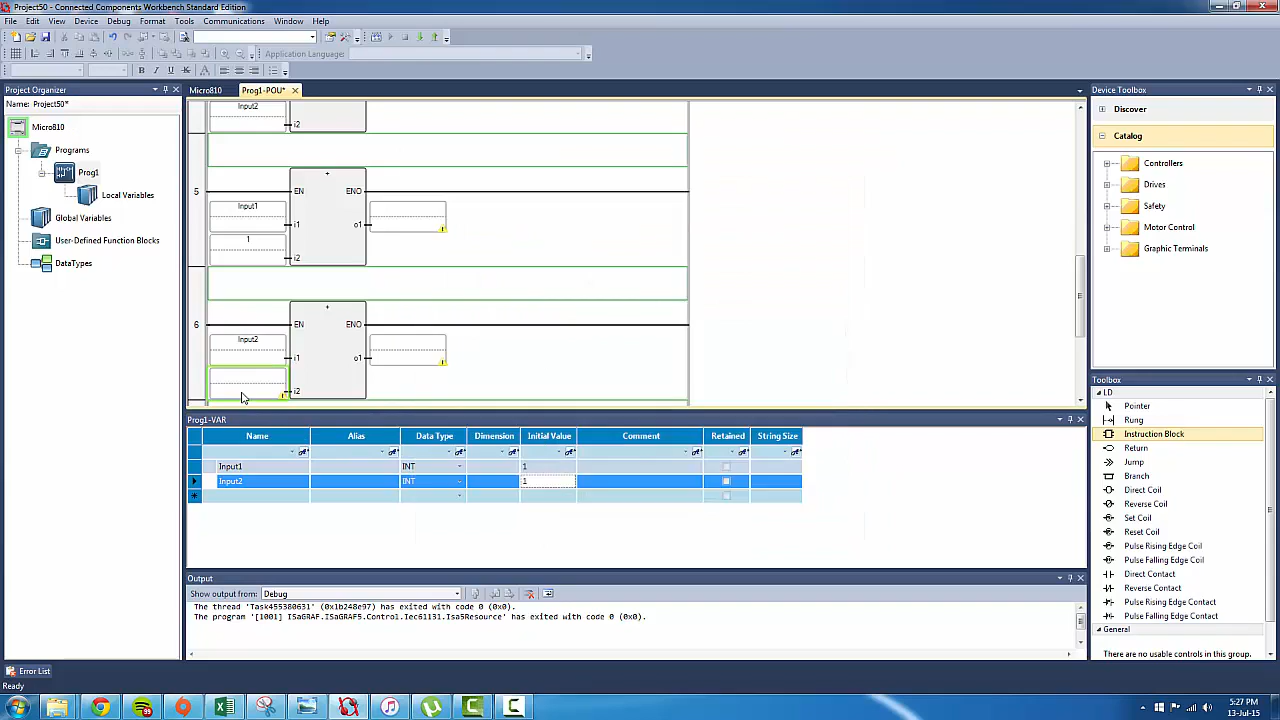 Project50 - Connected Components Workbench Standard Edition
File Edit View Device Debug Format Tools Communications Window Help
Application Language:
Project Organizer
Name: Project50*
Micro810
Programs
Prog1
Local Variables
Global Variables
User-Defined Function Blocks
DataTypes
Micro810 Prog1-POU*
Input2
i2
5 EN + ENO
Input1
i1 o1
1
i2
6 EN + ENO
Input2
i1 o1
i2
Prog1-VAR
Name Alias Data Type Dimension Initial Value Comment Retained String Size
Input1 INT 1
Input2 INT 1
Output
Show output from: Debug
The thread 'Task455380631' (0x1b248e97) has exited with code 0 (0x0).
The program '[1001] ISaGRAF.ISaGRAF5.Control.Iec61131.Isa5Resource' has exited with code 0 (0x0).
Device Toolbox
Discover
Catalog
Controllers
Drives
Safety
Motor Control
Graphic Terminals
Toolbox
LD
Pointer
Rung
Instruction Block
Return
Jump
Branch
Direct Coil
Reverse Coil
Set Coil
Reset Coil
Pulse Rising Edge Coil
Pulse Falling Edge Coil
Direct Contact
Reverse Contact
Pulse Rising Edge Contact
Pulse Falling Edge Contact
General
There are no usable controls in this group.
Error List
Ready
99
5:27 PM
13-Jul-15